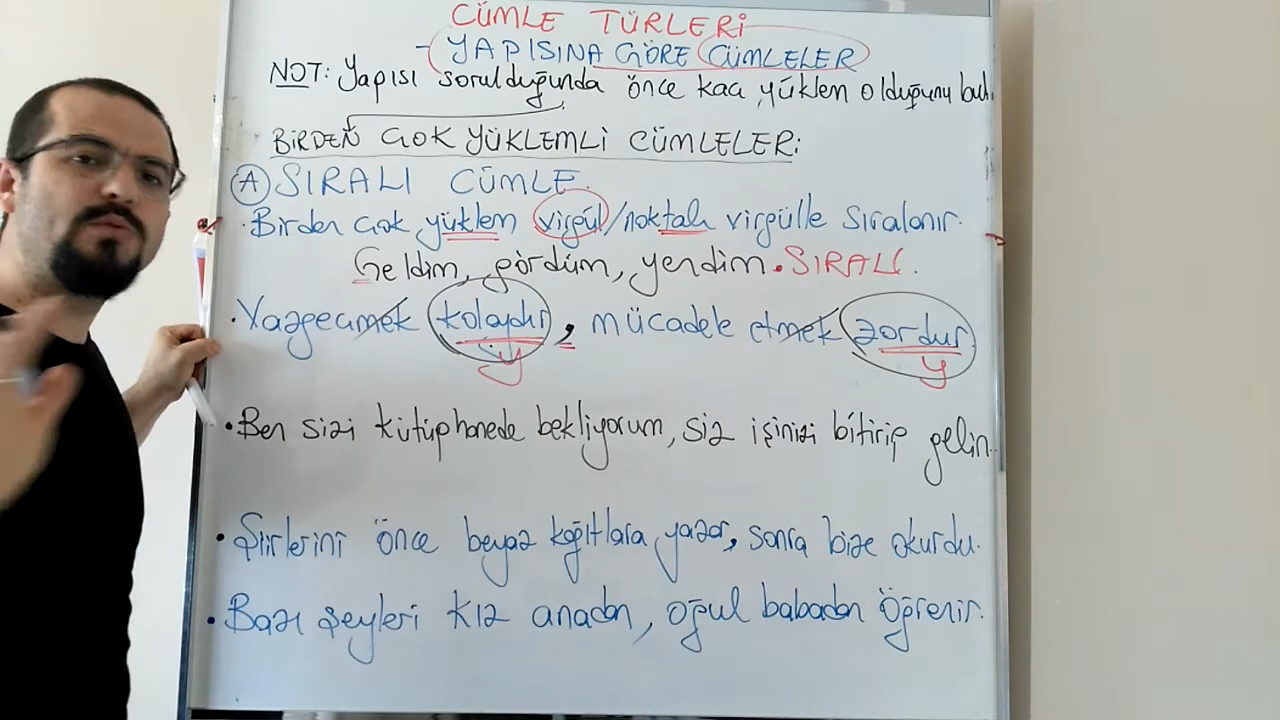 CÜMLE TÜRLERİ
- YAPISINA GÖRE CÜMLELER
NOT: Yapısı sorulduğunda önce kaç yüklem olduğunu bul.
BİRDEN ÇOK YÜKLEMLİ CÜMLELER:
A SIRALI CÜMLE
• Birden çok yüklem virgül/noktalı virgülle sıralanır.
Geldim, gördüm, yendim. SIRALI.
• Vazgeçmek kolaydır, mücadele etmek zordur
y y
• Ben sizi kütüphanede bekliyorum, siz işinizi bitirip gelin.
• Şiirlerini önce beyaz kağıtlara yazar, sonra bize okurdu.
• Bazı şeyleri kız anadan, oğul babadan öğrenir.